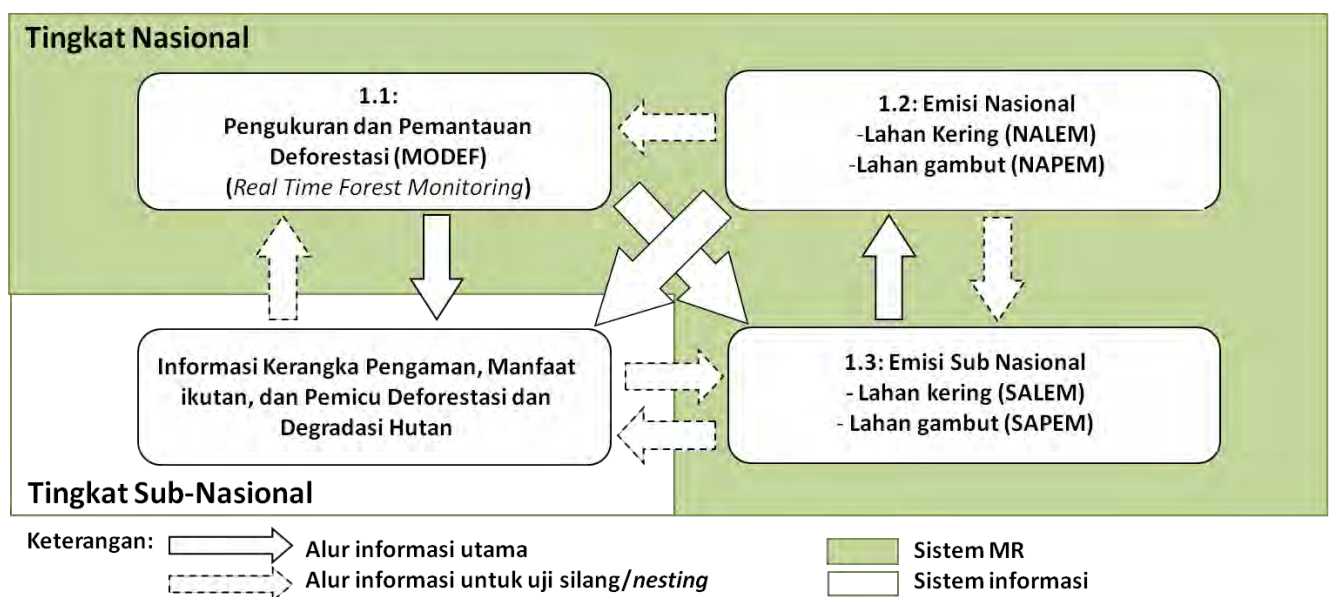 Tingkat Nasional
1.1:
Pengukuran dan Pemantauan
Deforestasi (MODEF)
(Real Time Forest Monitoring)
1.2: Emisi Nasional
-Lahan Kering (NALEM)
-Lahan gambut (NAPEM)
Informasi Kerangka Pengaman, Manfaat
ikutan, dan Pemicu Deforestasi dan
Degradasi Hutan
1.3: Emisi Sub Nasional
- Lahan kering (SALEM)
- Lahan gambut (SAPEM)
Tingkat Sub-Nasional
Keterangan:
Alur informasi utama
Alur informasi untuk uji silang/nesting
Sistem MR
Sistem informasi